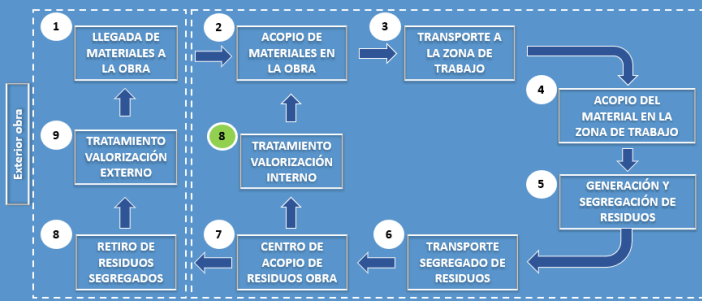 1
LLEGADA DE
MATERIALES A
LA OBRA
2
ACOPIO DE
MATERIALES EN
LA OBRA
3
TRANSPORTE A
LA ZONA DE
TRABAJO
4
ACOPIO DEL
MATERIAL EN LA
ZONA DE TRABAJO
Exterior obra
9
TRATAMIENTO
VALORIZACIÓN
EXTERNO
8
TRATAMIENTO
VALORIZACIÓN
INTERNO
5
GENERACIÓN Y
SEGREGACIÓN DE
RESIDUOS
8
RETIRO DE
RESIDUOS
SEGREGADOS
7
CENTRO DE
ACOPIO DE
RESIDUOS OBRA
6
TRANSPORTE
SEGREGADO DE
RESIDUOS